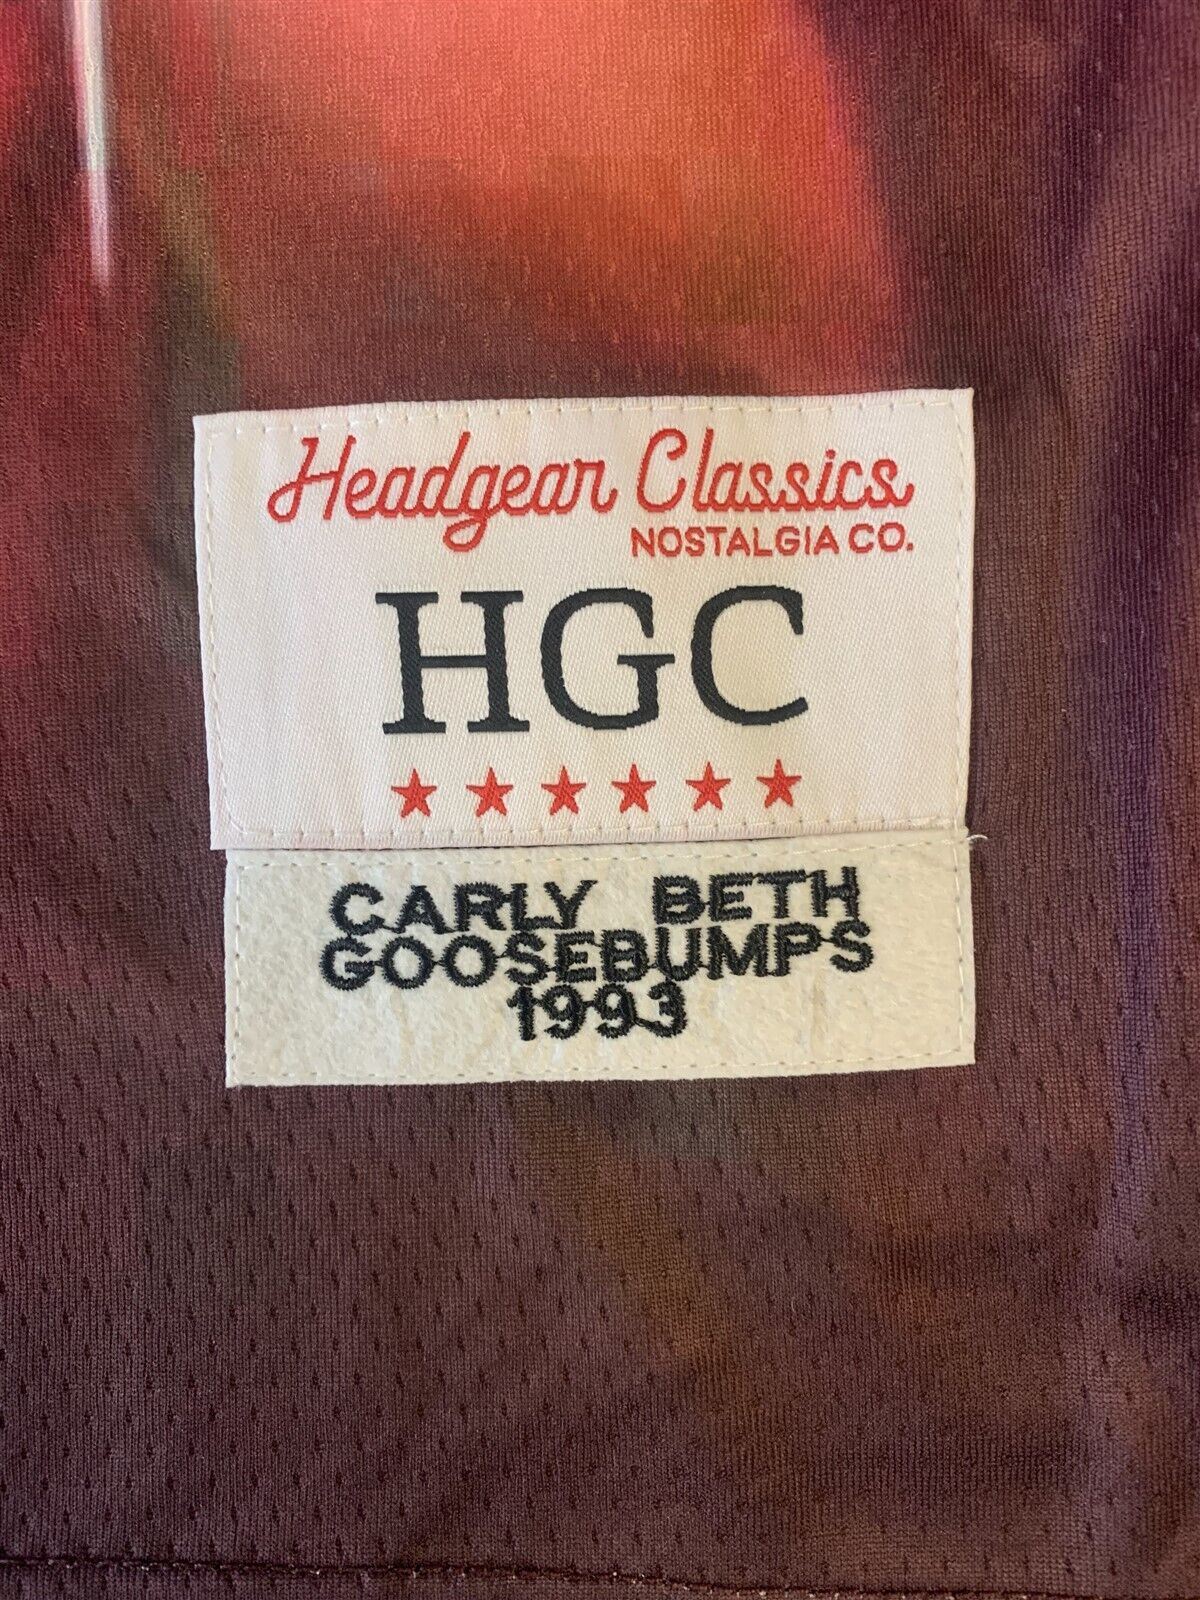 Headgear Classics
NOSTALGIA CO.
HGC
CARLY BETH
GOOSEBUMPS
1993